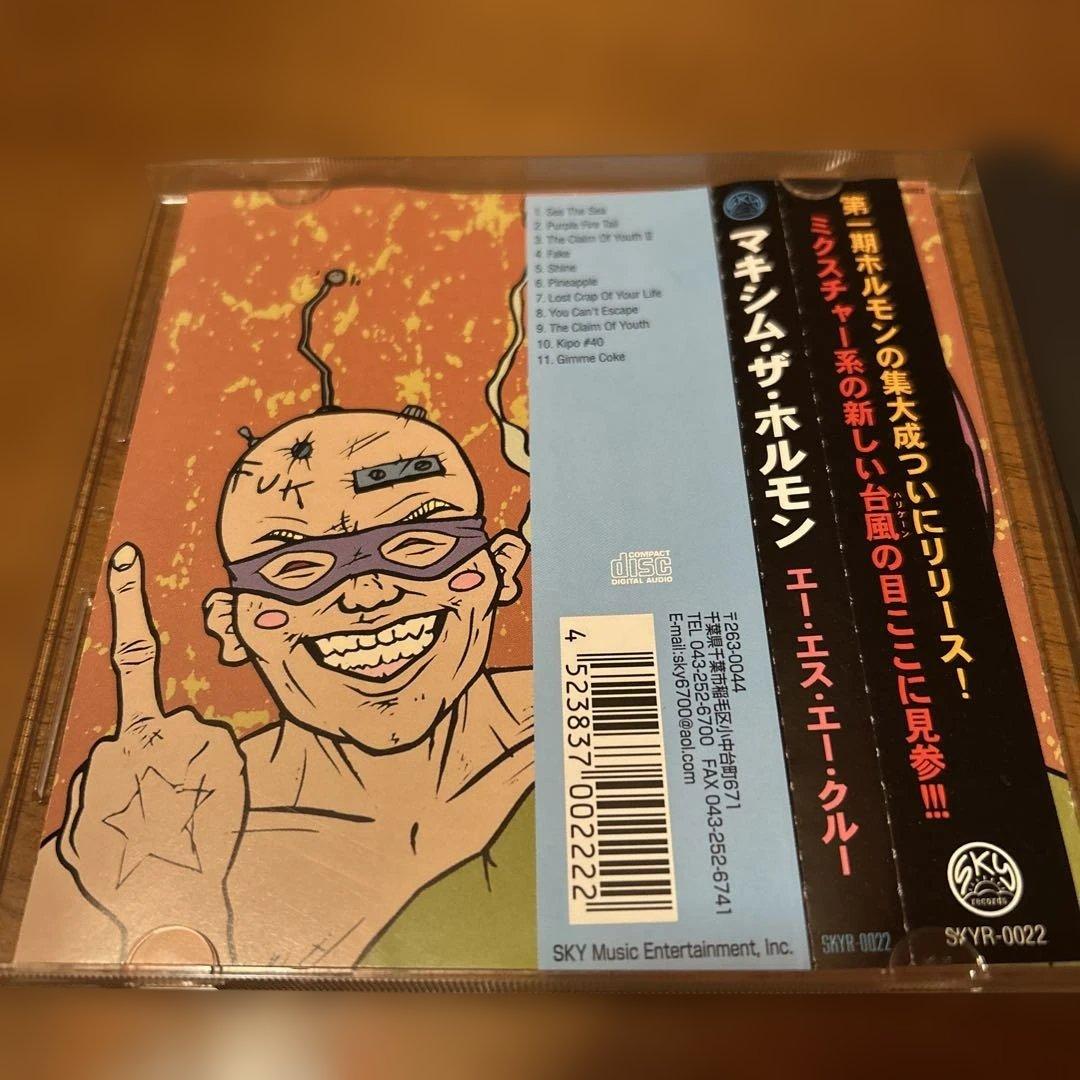 FUK
1. See The Sea
2. Purple Fire Tail
3. The Claim Of Youth II
4. Fake
5. Shine
6. Pineapple
7. Lost Crap Of Your Life
8. You Can't Escape
9. The Claim Of Youth
10. Kipo #40
11. Gimme Coke
COMPACT
disc
DIGITAL AUDIO
4 523837 002222
〒263-0044
千葉県千葉市稲毛区小中台町671
TEL 043-252-6700 FAX 043-252-6741
E-mail:sky6700@aol.com
SKY Music Entertainment, Inc.
SKY
マキシム・ザ・ホルモン エー・エス・エー・クルー
SKYR-0022
第一期ホルモンの集大成ついにリリース!
ミクスチャー系の新しい台風の目ここに見参!!!
ハリケーン
SKY
records
SKYR-0022